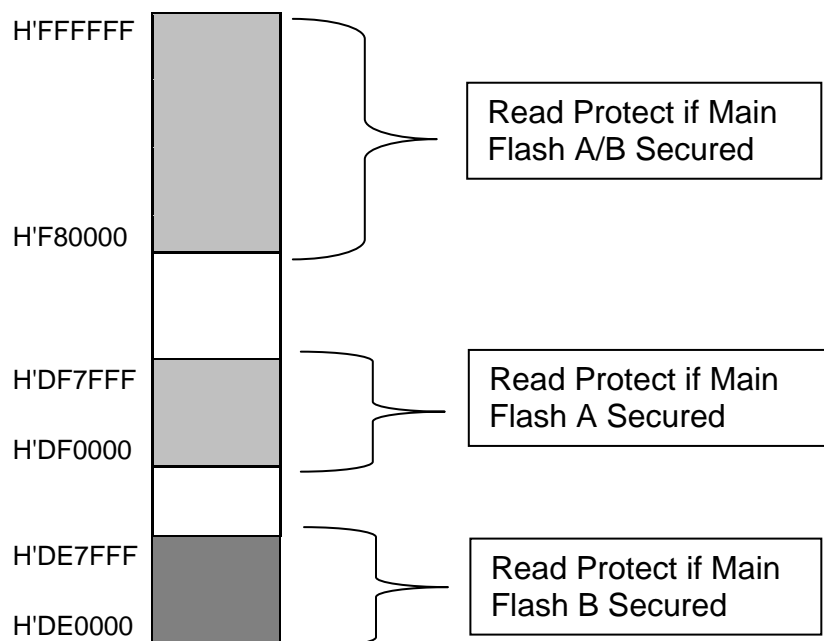 H'FFFFFF
Read Protect if Main
Flash A/B Secured
H'F80000
H'DF7FFF
Read Protect if Main
Flash A Secured
H'DF0000
H'DE7FFF
Read Protect if Main
Flash B Secured
H'DE0000